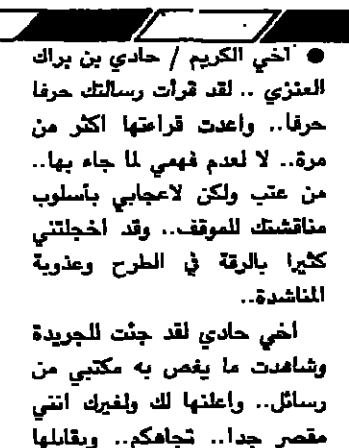 ● اخي الكريم / حادي بن براك
العنزي .. لقد قرأت رسالتك حرفا
حرفا.. واعدت قراءتها اكثر من
مرة.. لا لعدم فهمي لما جاء بها..
من عتب ولكن لاعجابي بأسلوب
مناقشتك للموقف.. وقد اخجلتني
كثيرا بالرقة في الطرح وعذوبة
المناشدة..
اخي حادي لقد جئت للجريدة
وشاهدت ما يغص به مكتبي من
رسائل.. واعلنها لك ولغيرك انني
مقصر جدا.. تجاهكم.. ويقابلها